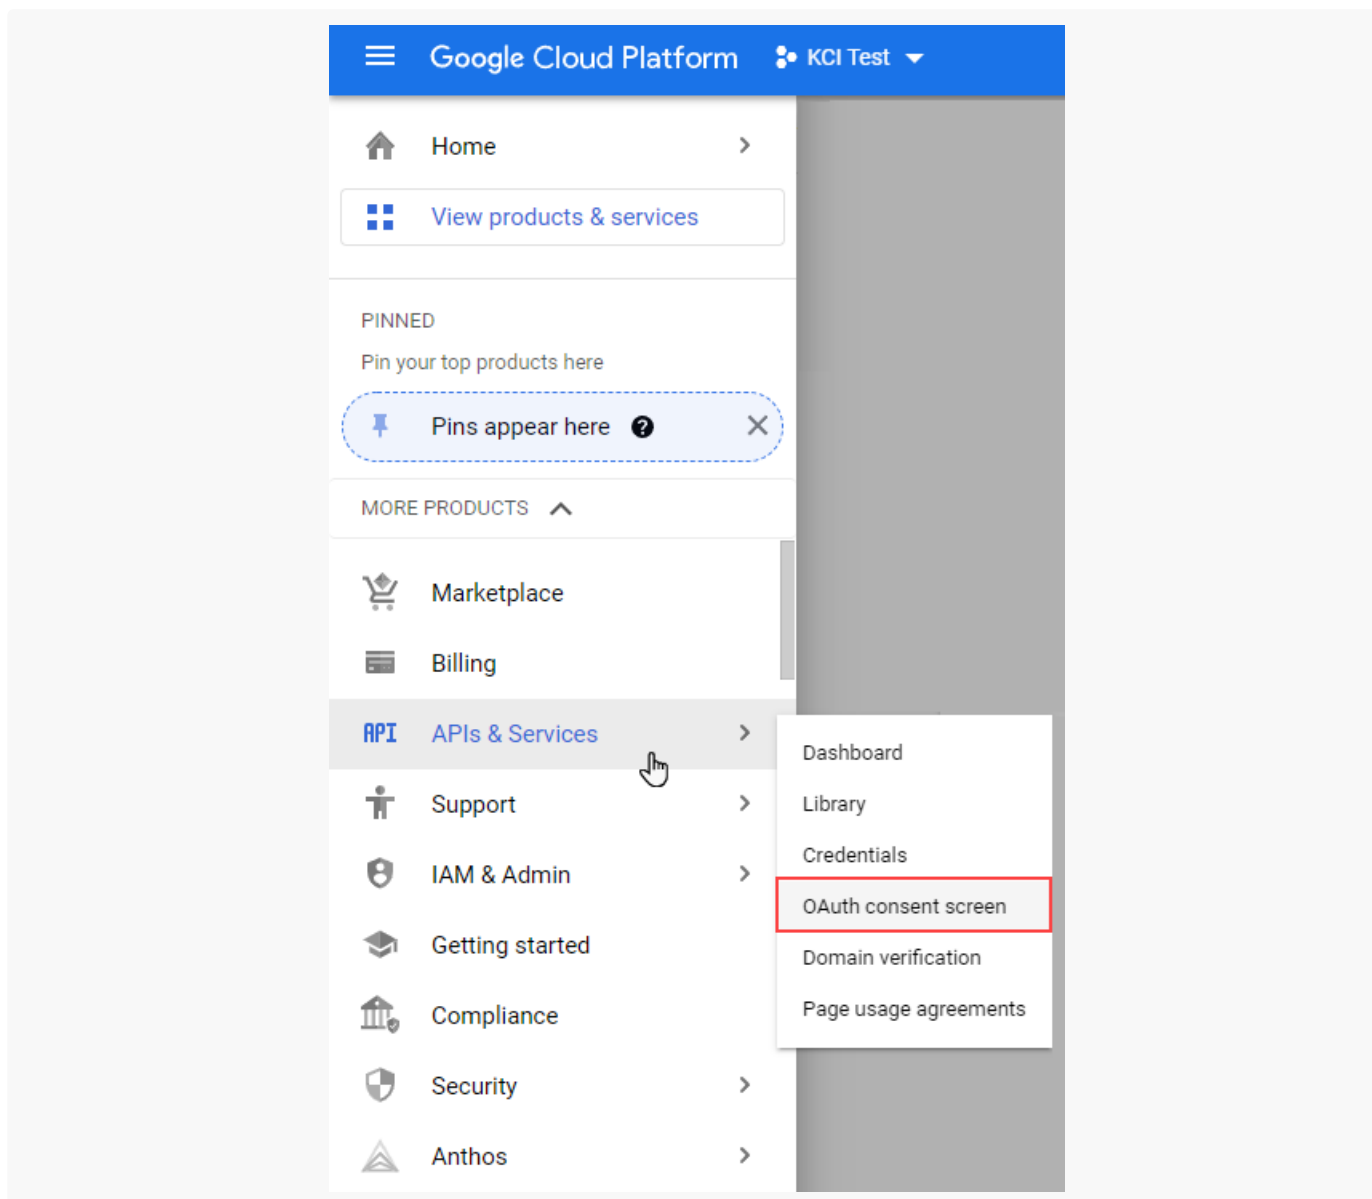 Google Cloud Platform KCI Test
Home
View products & services
PINNED
Pin your top products here
Pins appear here ?
MORE PRODUCTS
Marketplace
Billing
API APIs & Services
Support
IAM & Admin
Getting started
Compliance
Security
Anthos
Dashboard
Library
Credentials
OAuth consent screen
Domain verification
Page usage agreements